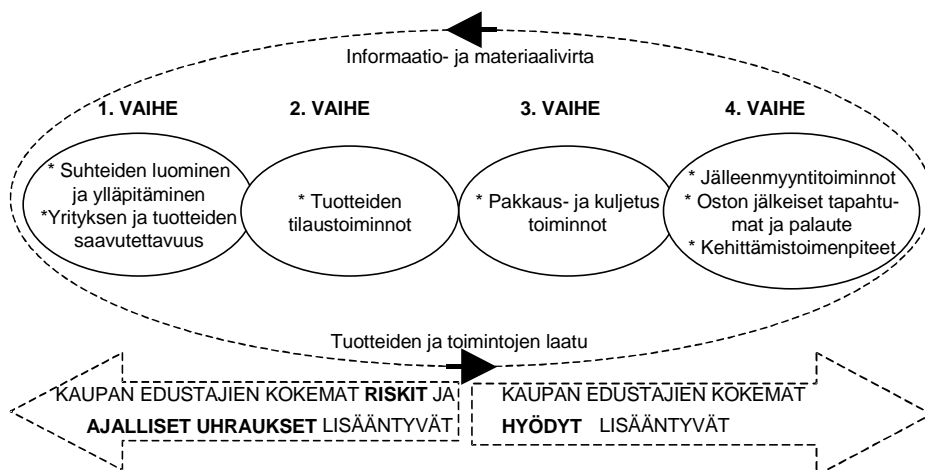 Informaatio- ja materiaalivirta
1. VAIHE
2. VAIHE
3. VAIHE
4. VAIHE
* Suhteiden luominen
ja ylläpitäminen
*Yrityksen ja tuotteiden
saavutettavuus
* Tuotteiden
tilaustoiminnot
* Pakkaus- ja kuljetus
toiminnot
* Jälleenmyyntitoiminnot
* Oston jälkeiset tapahtu-
mat ja palaute
* Kehittämistoimenpiteet
Tuotteiden ja toimintojen laatu
KAUPAN EDUSTAJIEN KOKEMAT RISKIT JA
AJALLISET UHRAUKSET LISÄÄNTYVÄT
KAUPAN EDUSTAJIEN KOKEMAT
HYÖDYT LISÄÄNTYVÄT